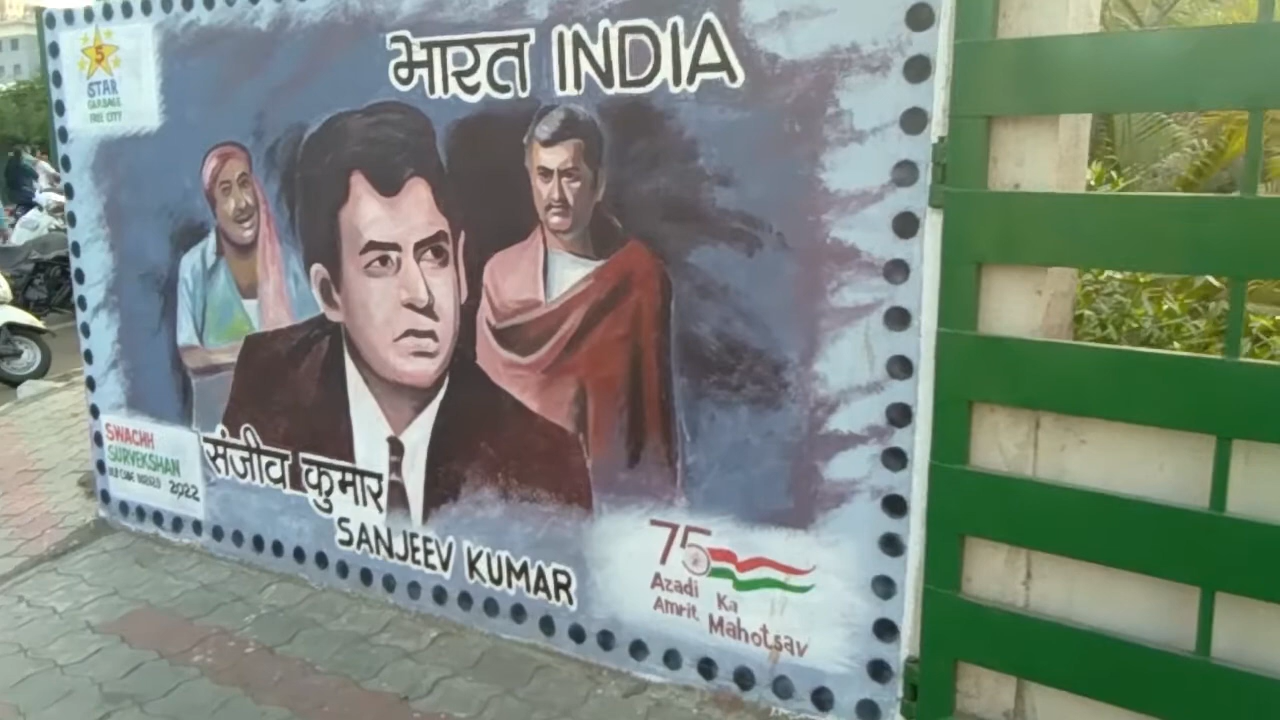 5
STAR
GARBAGE
FREE CITY
भारत INDIA
SWACHH
SURVEKSHAN
2022
संजीव कुमार
SANJEEV KUMAR
75
Azadi Ka
Amrit Mahotsav